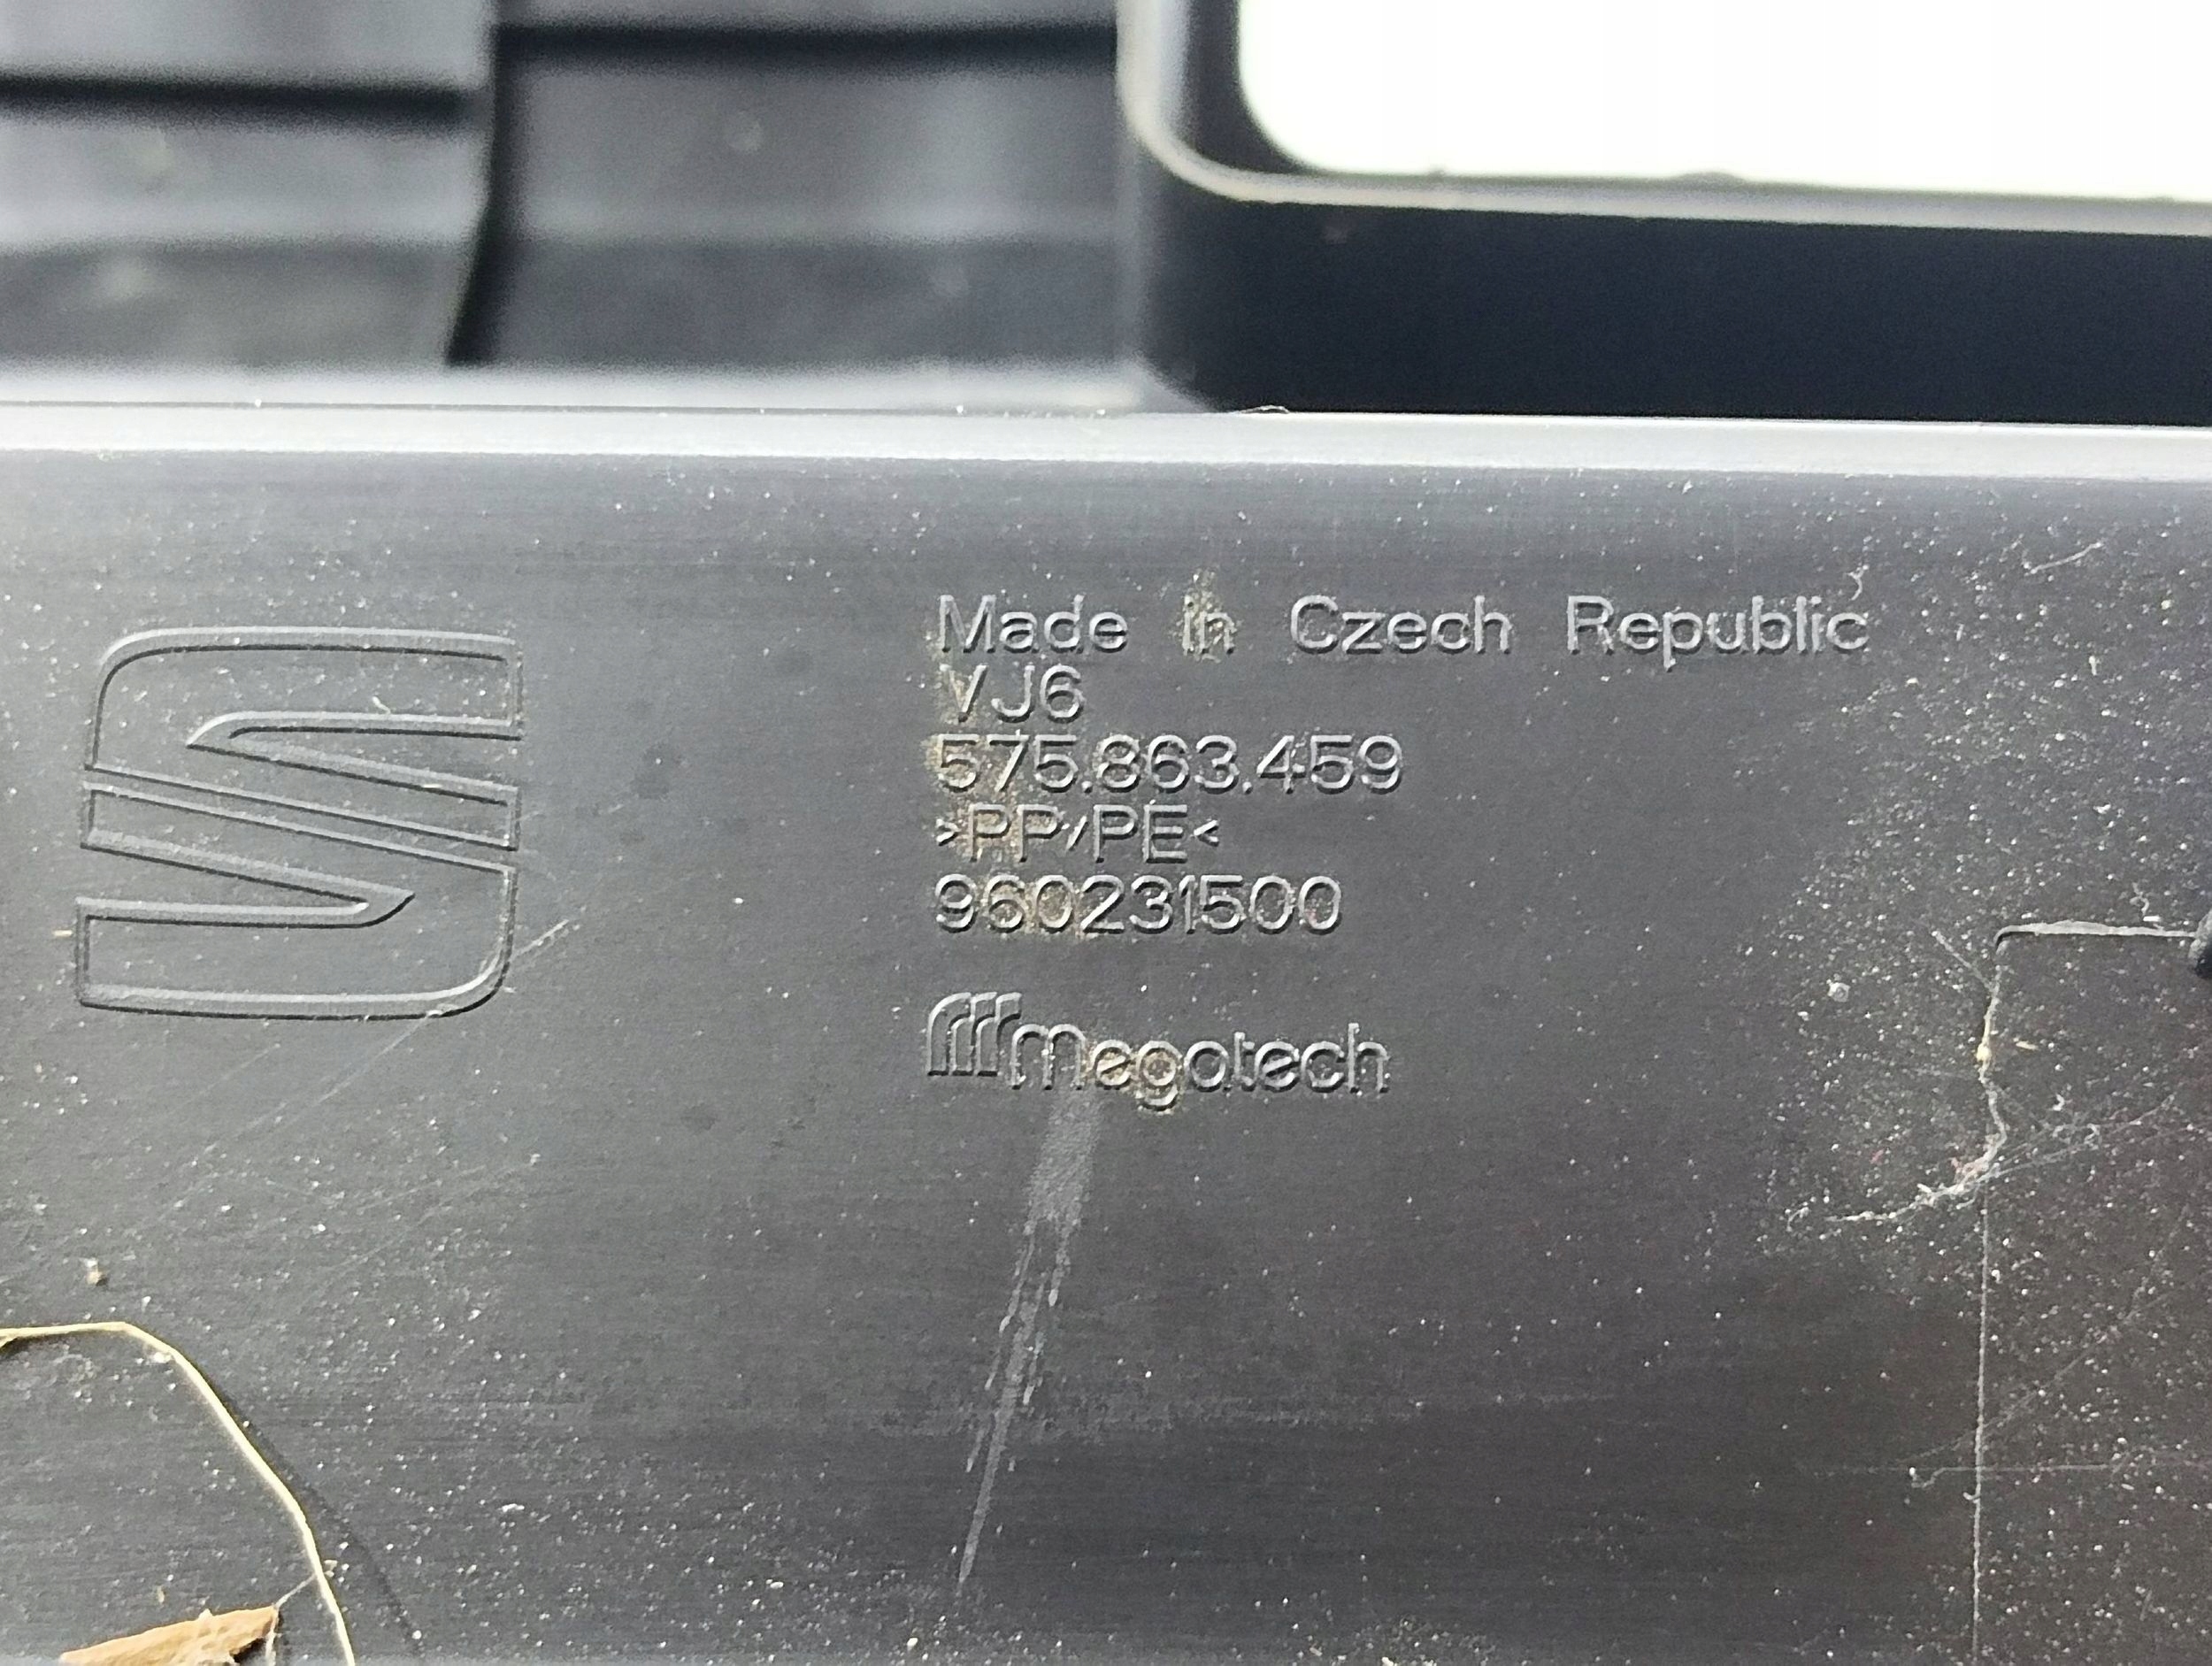 Made in Czech Republic
VJ6
575.863.459
>PP/PE<
960231500
megatech